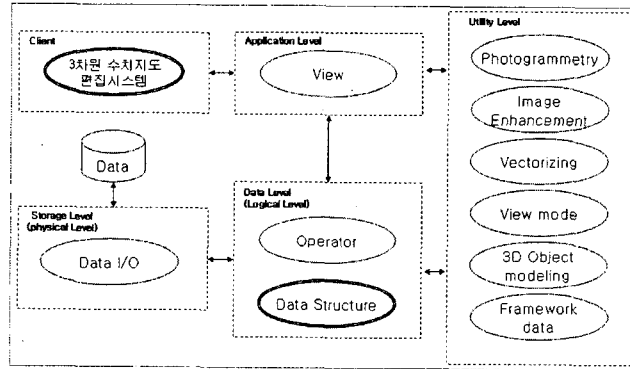 Client
3차원 수치지도
편집시스템
Application Level
View
Utility Level
Photogrammetry
Image
Enhancement
Vectorizing
View mode
3D Object
modeling
Framework
data
Data
Storage Level
(physical Level)
Data I/O
Data Level
(Logical Level)
Operator
Data Structure